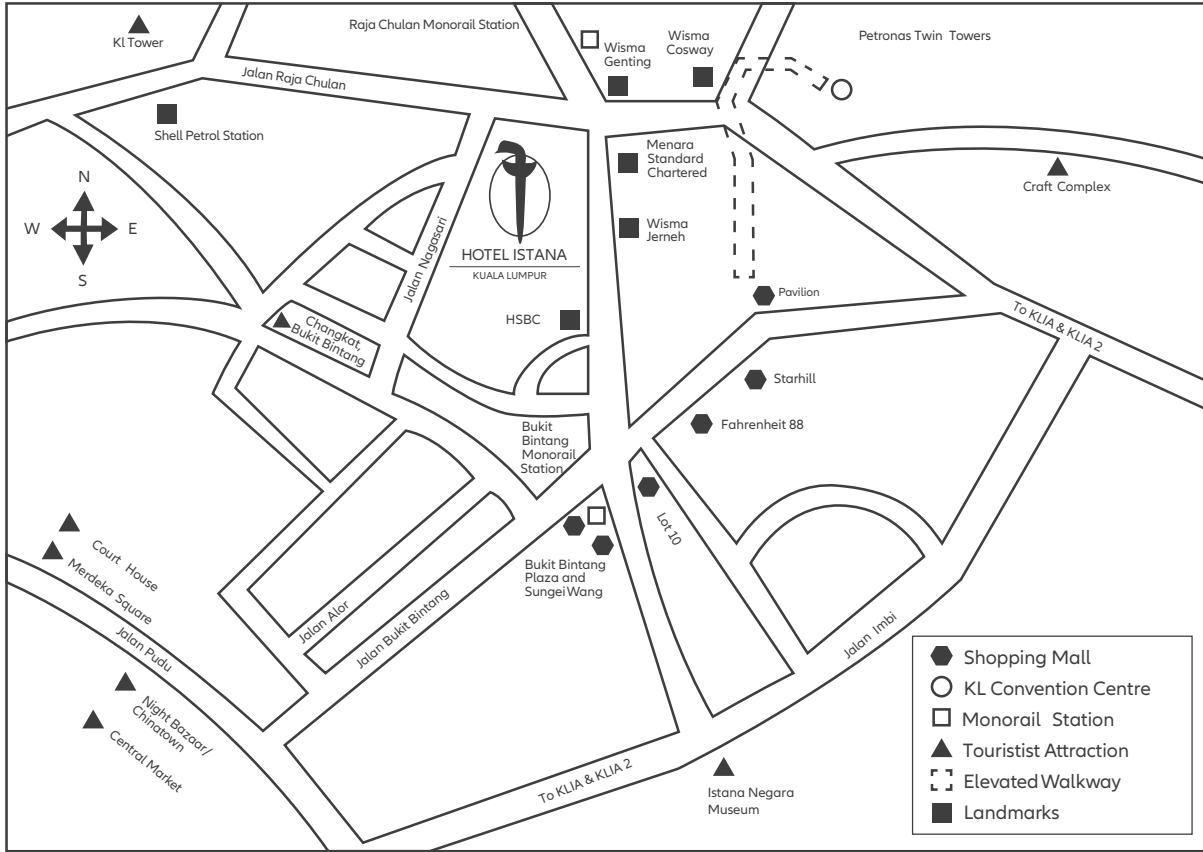 Kl Tower
Raja Chulan Monorail Station
Wisma
Genting
Wisma
Cosway
Petronas Twin Towers
Jalan Raja Chulan
Shell Petrol Station
Menara
Standard
Chartered
Craft Complex
N
W
E
S
Wisma
Jerneh
HOTEL ISTANA
KUALA LUMPUR
Jalan Nagasari
Pavilion
HSBC
To KLIA & KLIA 2
Changkat,
Bukit Bintang
Starhill
Fahrenheit 88
Bukit
Bintang
Monorail
Station
Lot 10
Court House
Merdeka Square
Bukit Bintang
Plaza and
Sungei Wang
Jalan Alor
Jalan Bukit Bintang
Jalan Pudu
Jalan Imbi
Night Bazaar/
Chinatown
Central Market
To KLIA & KLIA 2
Istana Negara
Museum
Shopping Mall
KL Convention Centre
Monorail Station
Touristist Attraction
Elevated Walkway
Landmarks